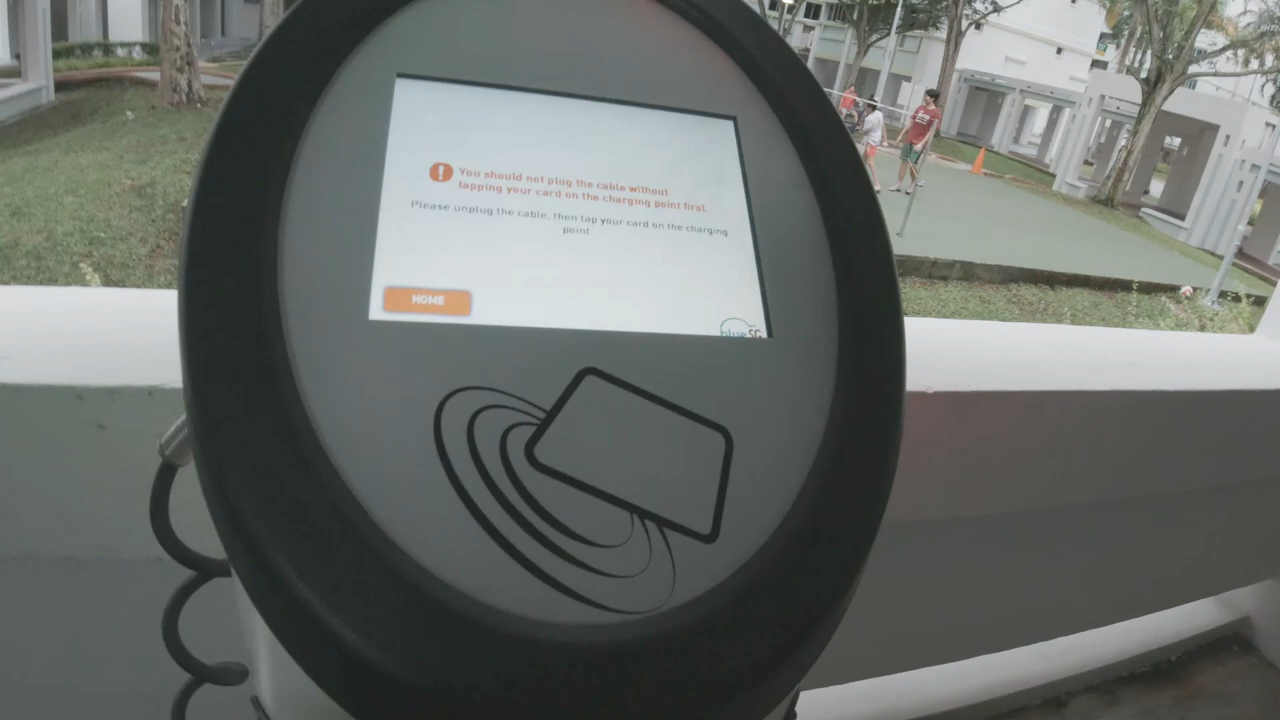 You should not plug the cable without
tapping your card on the charging point first.
Please unplug the cable, then tap your card on the charging
point
HOME
blueSG